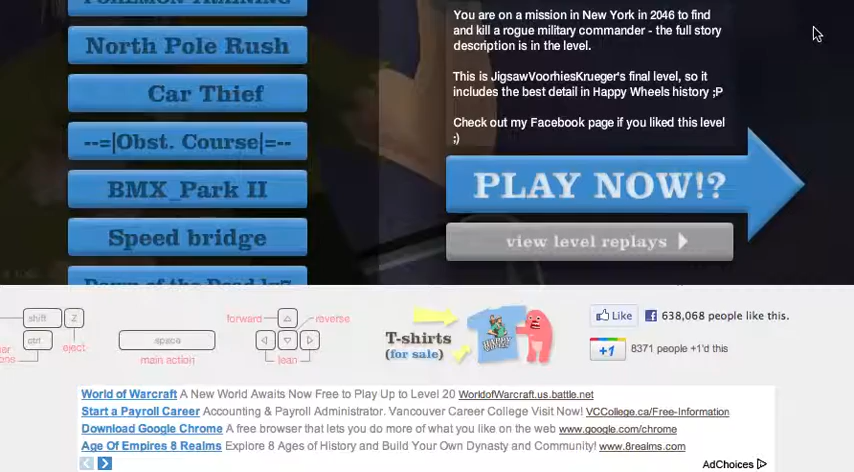 POKEMON TRAINING
North Pole Rush
Car Thief
--=|Obst. Course|=--
BMX_Park II
Speed bridge
You are on a mission in New York in 2046 to find
and kill a rogue military commander - the full story
description is in the level.
This is JigsawVoorhiesKrueger's final level, so it
includes the best detail in Happy Wheels history ;P
Check out my Facebook page if you liked this level
;)
PLAY NOW!?
view level replays
shift
Z
ctrl
eject
space
main action
forward
reverse
lean
T-shirts
(for sale)
HAPPY WHEELS
Like
638,068 people like this.
+1
8371 people +1'd this
World of Warcraft A New World Awaits Now Free to Play Up to Level 20 WorldofWarcraft.us.battle.net
Start a Payroll Career Accounting & Payroll Administrator. Vancouver Career College Visit Now! VCCollege.ca/Free-Information
Download Google Chrome A free browser that lets you do more of what you like on the web www.google.com/chrome
Age Of Empires 8 Realms Explore 8 Ages of History and Build Your Own Dynasty and Community! www.8realms.com
AdChoices